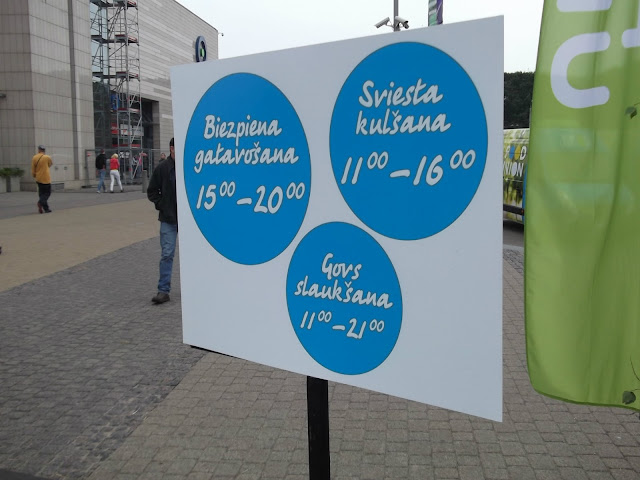 Biezpiena
gatavošana
15⁰⁰ – 20⁰⁰
Sviesta
kulšana
11⁰⁰ – 16⁰⁰
Govs
slaukšana
11⁰⁰ – 21⁰⁰